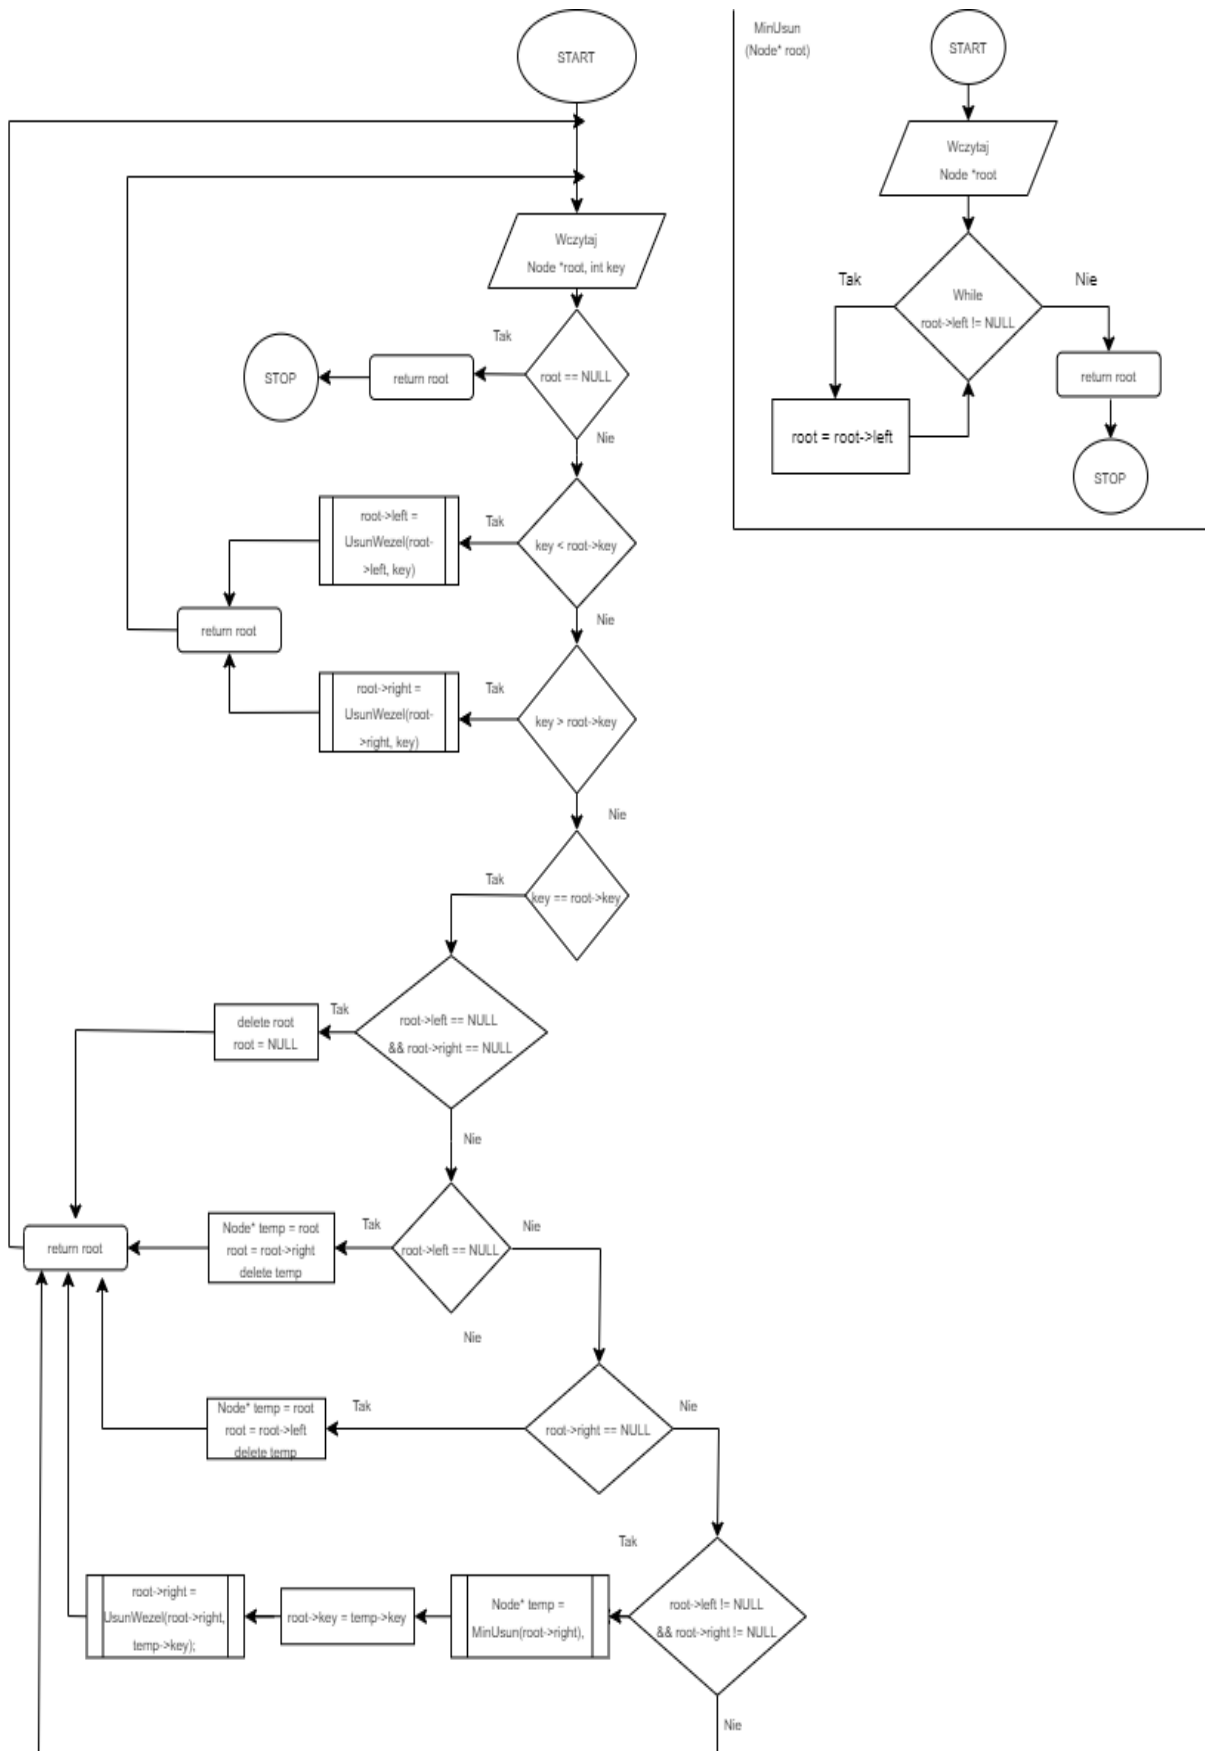 START
Wczytaj
Node *root, int key
Tak
root == NULL
return root
STOP
Nie
key < root->key
Tak
root->left =
UsunWezel(root-
>left, key)
return root
Nie
key > root->key
Tak
root->right =
UsunWezel(root-
>right, key)
Nie
key == root->key
Tak
root->left == NULL
&& root->right == NULL
Tak
delete root
root = NULL
Nie
root->left == NULL
Tak
Node* temp = root
root = root->right
delete temp
return root
Nie
Nie
root->right == NULL
Tak
Node* temp = root
root = root->left
delete temp
Nie
root->left != NULL
&& root->right != NULL
Tak
Node* temp =
MinUsun(root->right),
root->key = temp->key
root->right =
UsunWezel(root->right,
temp->key);
Nie
MinUsun
(Node* root)
START
Wczytaj
Node *root
While
root->left != NULL
Tak
root = root->left
Nie
return root
STOP